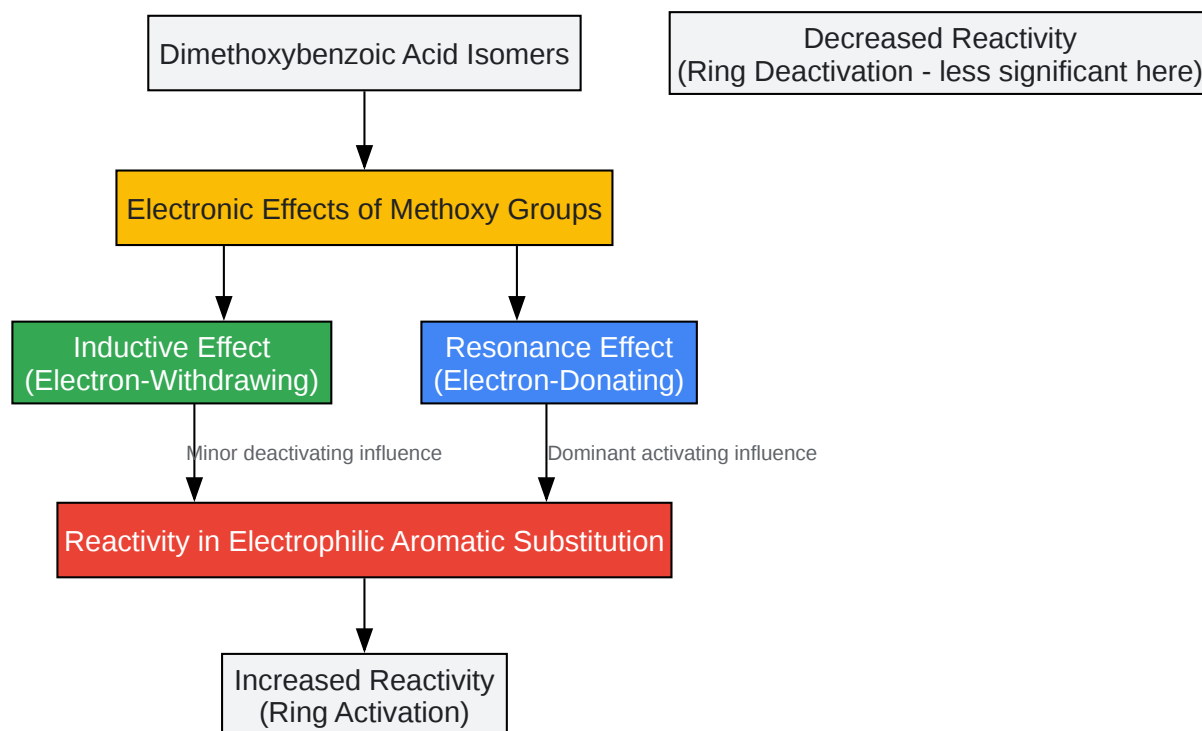 Dimethoxybenzoic Acid Isomers
Decreased Reactivity
(Ring Deactivation - less significant here)
Electronic Effects of Methoxy Groups
Inductive Effect
(Electron-Withdrawing)
Resonance Effect
(Electron-Donating)
Minor deactivating influence
Dominant activating influence
Reactivity in Electrophilic Aromatic Substitution
Increased Reactivity
(Ring Activation)